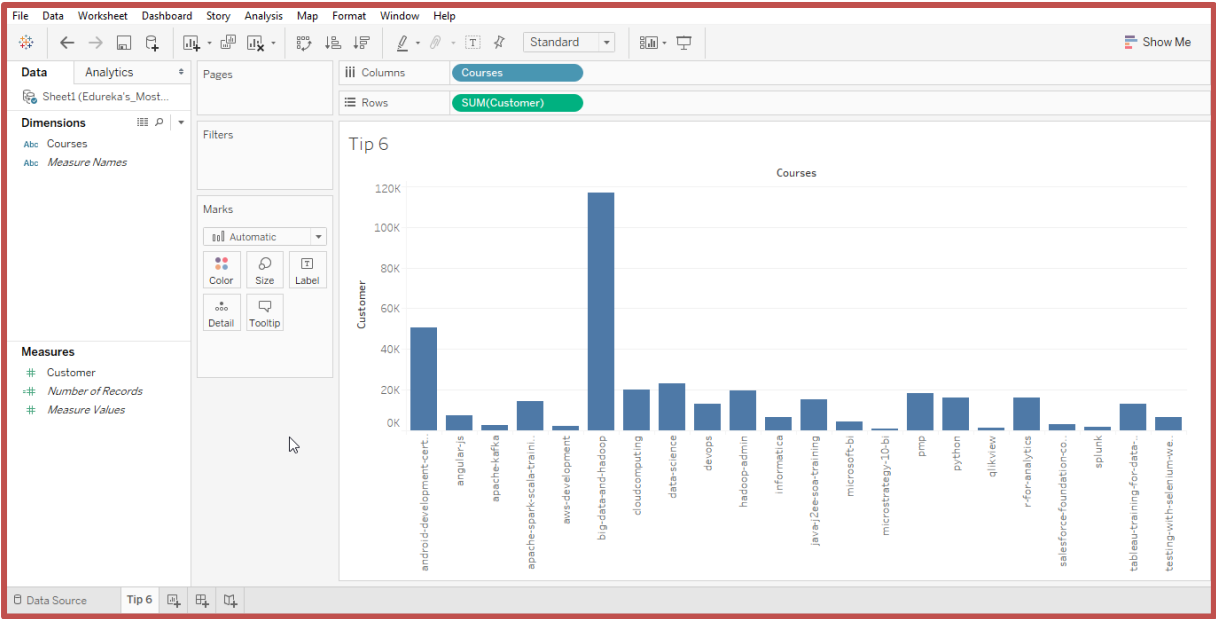 File Data Worksheet Dashboard Story Analysis Map Format Window Help
Standard
Show Me
Data Analytics
Sheet1 (Edureka's_Most...
Dimensions
Abc Courses
Abc Measure Names
Measures
# Customer
=# Number of Records
# Measure Values
Pages
Filters
Marks
Automatic
Color Size Label
Detail Tooltip
Columns Courses
Rows SUM(Customer)
Tip 6
Courses
Customer
120K
100K
80K
60K
40K
20K
0K
android-development-cert..
angular-js
apache-kafka
apache-spark-scala-traini..
aws-development
big-data-and-hadoop
cloudcomputing
data-science
devops
hadoop-admin
informatica
java-j2ee-soa-training
microsoft-bi
microstrategy-10-bi
pmp
python
qlikview
r-for-analytics
salesforce-foundation-co..
splunk
tableau-training-for-data-..
testing-with-selenium-we..
Data Source Tip 6